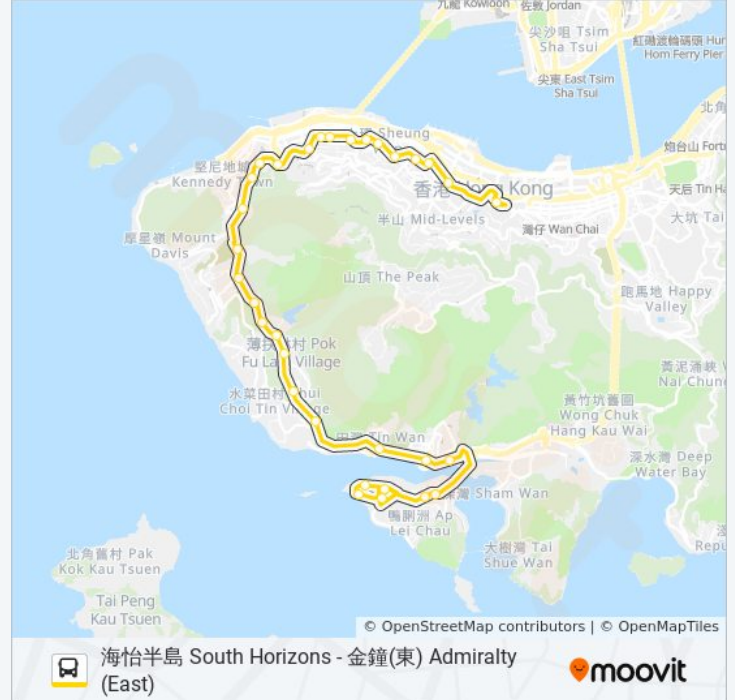 九龍 Kowloon
佐敦 Jordan
尖沙咀 Tsim
Sha Tsui
紅磡渡輪碼頭 Hun
Hom Ferry Pier
尖東 East Tsim
Sha Tsui
北角
Sheung
炮台山 Fort
堅尼地城
Kennedy Town
香港 Hong Kong
天后 Tin Ha
半山 Mid-Levels
大坑 Tai
灣仔 Wan Chai
摩星嶺 Mount
Davis
山頂 The Peak
跑馬地 Happy
Valley
薄扶林村 Pok
Fu Lam Village
黃泥涌峽
Nai Chung
水菜田村 Shui
Choi Tin Village
黃竹坑舊圍
Wong Chuk
Hang Kau Wai
田灣 Tin Wan
深水灣 Deep
Water Bay
深灣 Sham Wan
鴨脷洲 Ap
Lei Chau
淺
Repu
大樹灣 Tai
Shue Wan
北角舊村 Pak
Kok Kau Tsuen
Tai Peng
Kau Tsuen
© OpenStreetMap contributors | © OpenMapTiles
海怡半島 South Horizons - 金鐘(東) Admiralty
(East)
moovit